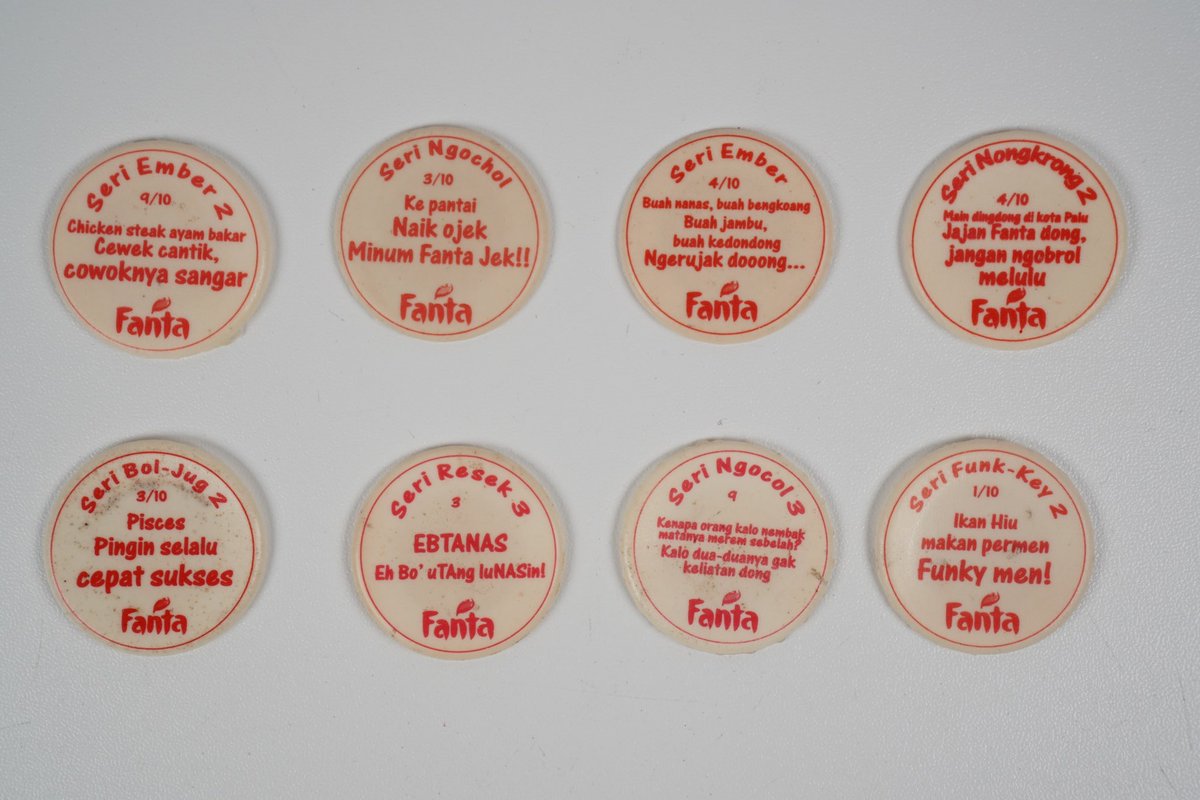 Seri Ember 2
9/10
Chicken steak ayam bakar
Cewek cantik,
cowoknya sangar
Fanta
Seri Ngochol
3/10
Ke pantai
Naik ojek
Minum Fanta Jek!!
Fanta
Seri Ember
4/10
Buah nanas, buah bengkoang
Buah jambu,
buah kedondong
Ngerujak dooong...
Fanta
Seri Nongkrong 2
4/10
Main dingdong di kota Palu
Jajan Fanta dong,
jangan ngobrol
melulu
Fanta
Seri Bol-Jug 2
3/10
Pisces
Pingin selalu
cepat sukses
Fanta
Seri Resek 3
3
EBTANAS
Eh Bo' uTAng luNASin!
Fanta
Seri Ngocol 3
9
Kenapa orang kalo nembak
matanya merem sebelah?
Kalo dua-duanya gak
keliatan dong
Fanta
Seri Funk-Key 2
1/10
Ikan Hiu
makan permen
Funky men!
Fanta